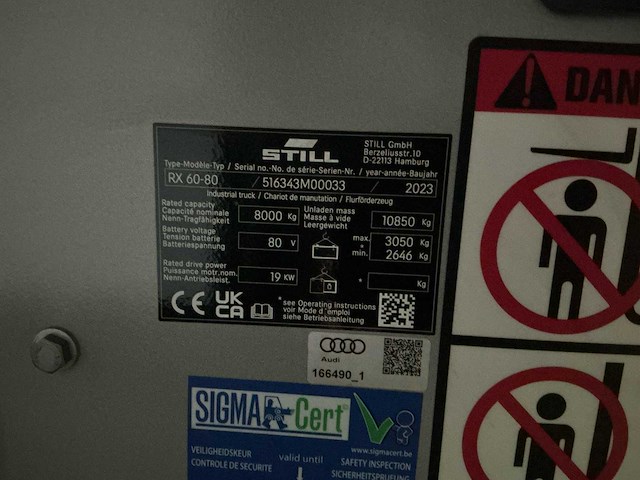 STILL
STILL GmbH
Berzeliusstr.10
D-22113 Hamburg
Type-Modèle-Typ / Serial no.-No. de série-Serien-Nr. / year-année-Baujahr
RX 60-80 / 516343M00033 / 2023
Industrial truck / Chariot de manutation / Flurförderzeug
Rated capacity
Capacité nominale
Nenn-Tragfähigkeit
8000 Kg
Unladen mass
Masse à vide
Leergewicht
10850 Kg
Battery voltage
Tension batterie
Batteriespannung
80 V
max. 3050 Kg
*
min. 2646 Kg
Rated drive power
Puissance motr.nom.
Nenn-Antriebsleist.
19 KW
* Kg
CE UK
CA
*see Operating instructions
voir Mode d'emploi
siehe Betriebsanleitung
Audi
166490_1
SIGMA Cert©
www.sigmacert.be
VEILIGHEIDSKEUR
CONTROLE DE SECURITE
valid until
SAFETY INSPECTION
SICHERHEITSPRÜFUNG
DAN